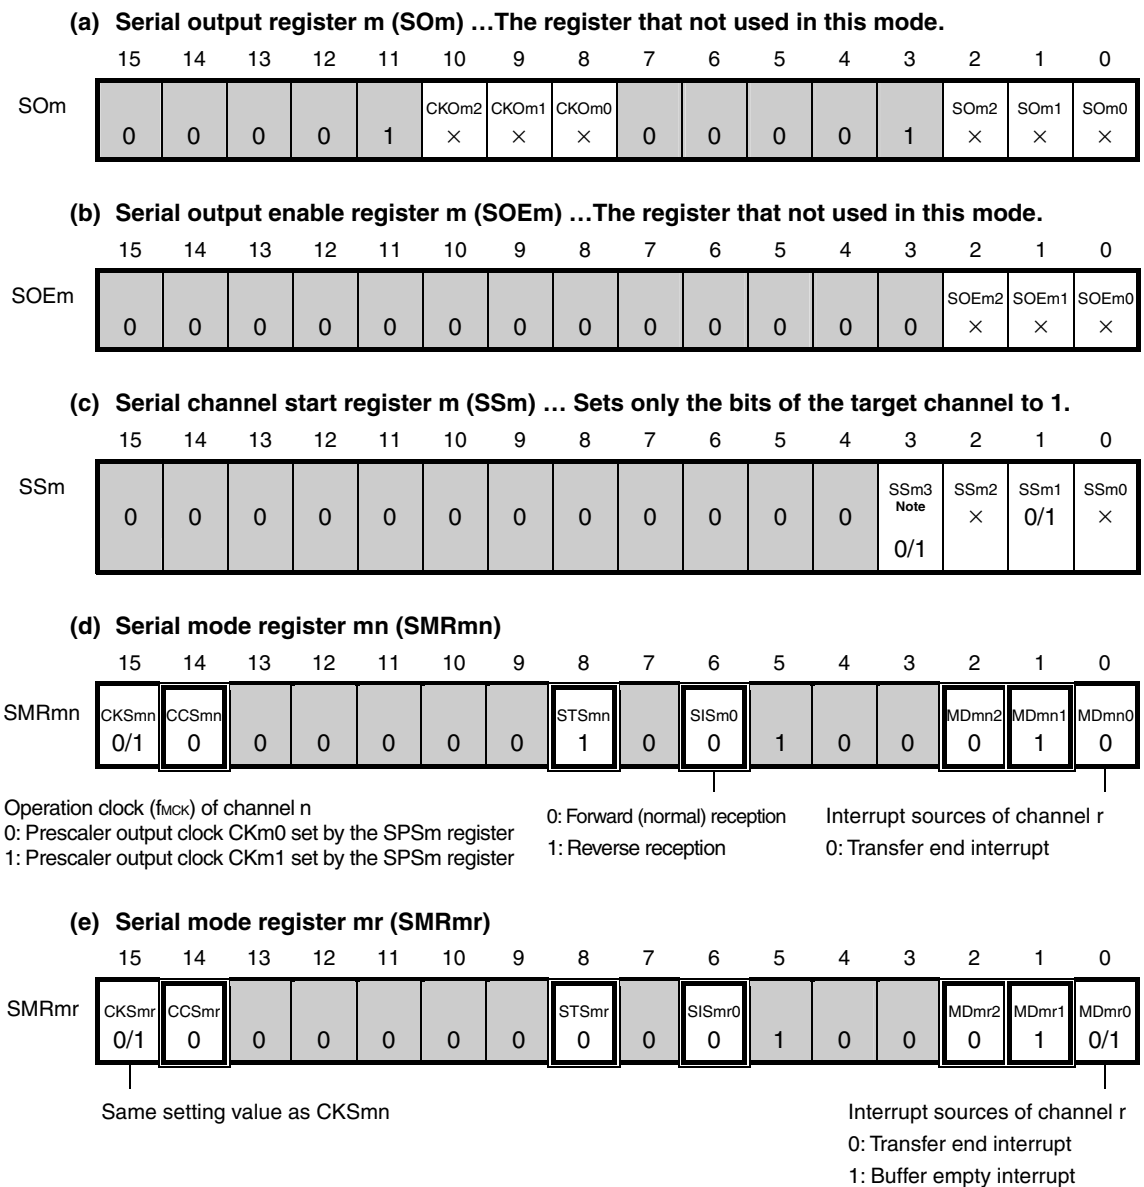 (a) Serial output register m (SOm) …The register that not used in this mode.
15 14 13 12 11 10 9 8 7 6 5 4 3 2 1 0
SOm
CKOm2 CKOm1 CKOm0 SOm2 SOm1 SOm0
0 0 0 0 1 × × × 0 0 0 0 1 × × ×
(b) Serial output enable register m (SOEm) …The register that not used in this mode.
15 14 13 12 11 10 9 8 7 6 5 4 3 2 1 0
SOEm
SOEm2 SOEm1 SOEm0
0 0 0 0 0 0 0 0 0 0 0 0 0 × × ×
(c) Serial channel start register m (SSm) … Sets only the bits of the target channel to 1.
15 14 13 12 11 10 9 8 7 6 5 4 3 2 1 0
SSm
SSm3 SSm2 SSm1 SSm0
Note
0 0 0 0 0 0 0 0 0 0 0 0 × 0/1 ×
0/1
(d) Serial mode register mn (SMRmn)
15 14 13 12 11 10 9 8 7 6 5 4 3 2 1 0
SMRmn
CKSmn CCSmn STSmn SISm0 MDmn2 MDmn1 MDmn0
0/1 0 0 0 0 0 0 1 0 0 1 0 0 0 1 0
Operation clock (fMCK) of channel n
0: Prescaler output clock CKm0 set by the SPSm register
1: Prescaler output clock CKm1 set by the SPSm register
0: Forward (normal) reception
1: Reverse reception
Interrupt sources of channel r
0: Transfer end interrupt
(e) Serial mode register mr (SMRmr)
15 14 13 12 11 10 9 8 7 6 5 4 3 2 1 0
SMRmr
CKSmr CCSmr STSmr SISmr0 MDmr2 MDmr1 MDmr0
0/1 0 0 0 0 0 0 0 0 0 1 0 0 0 1 0/1
Same setting value as CKSmn
Interrupt sources of channel r
0: Transfer end interrupt
1: Buffer empty interrupt